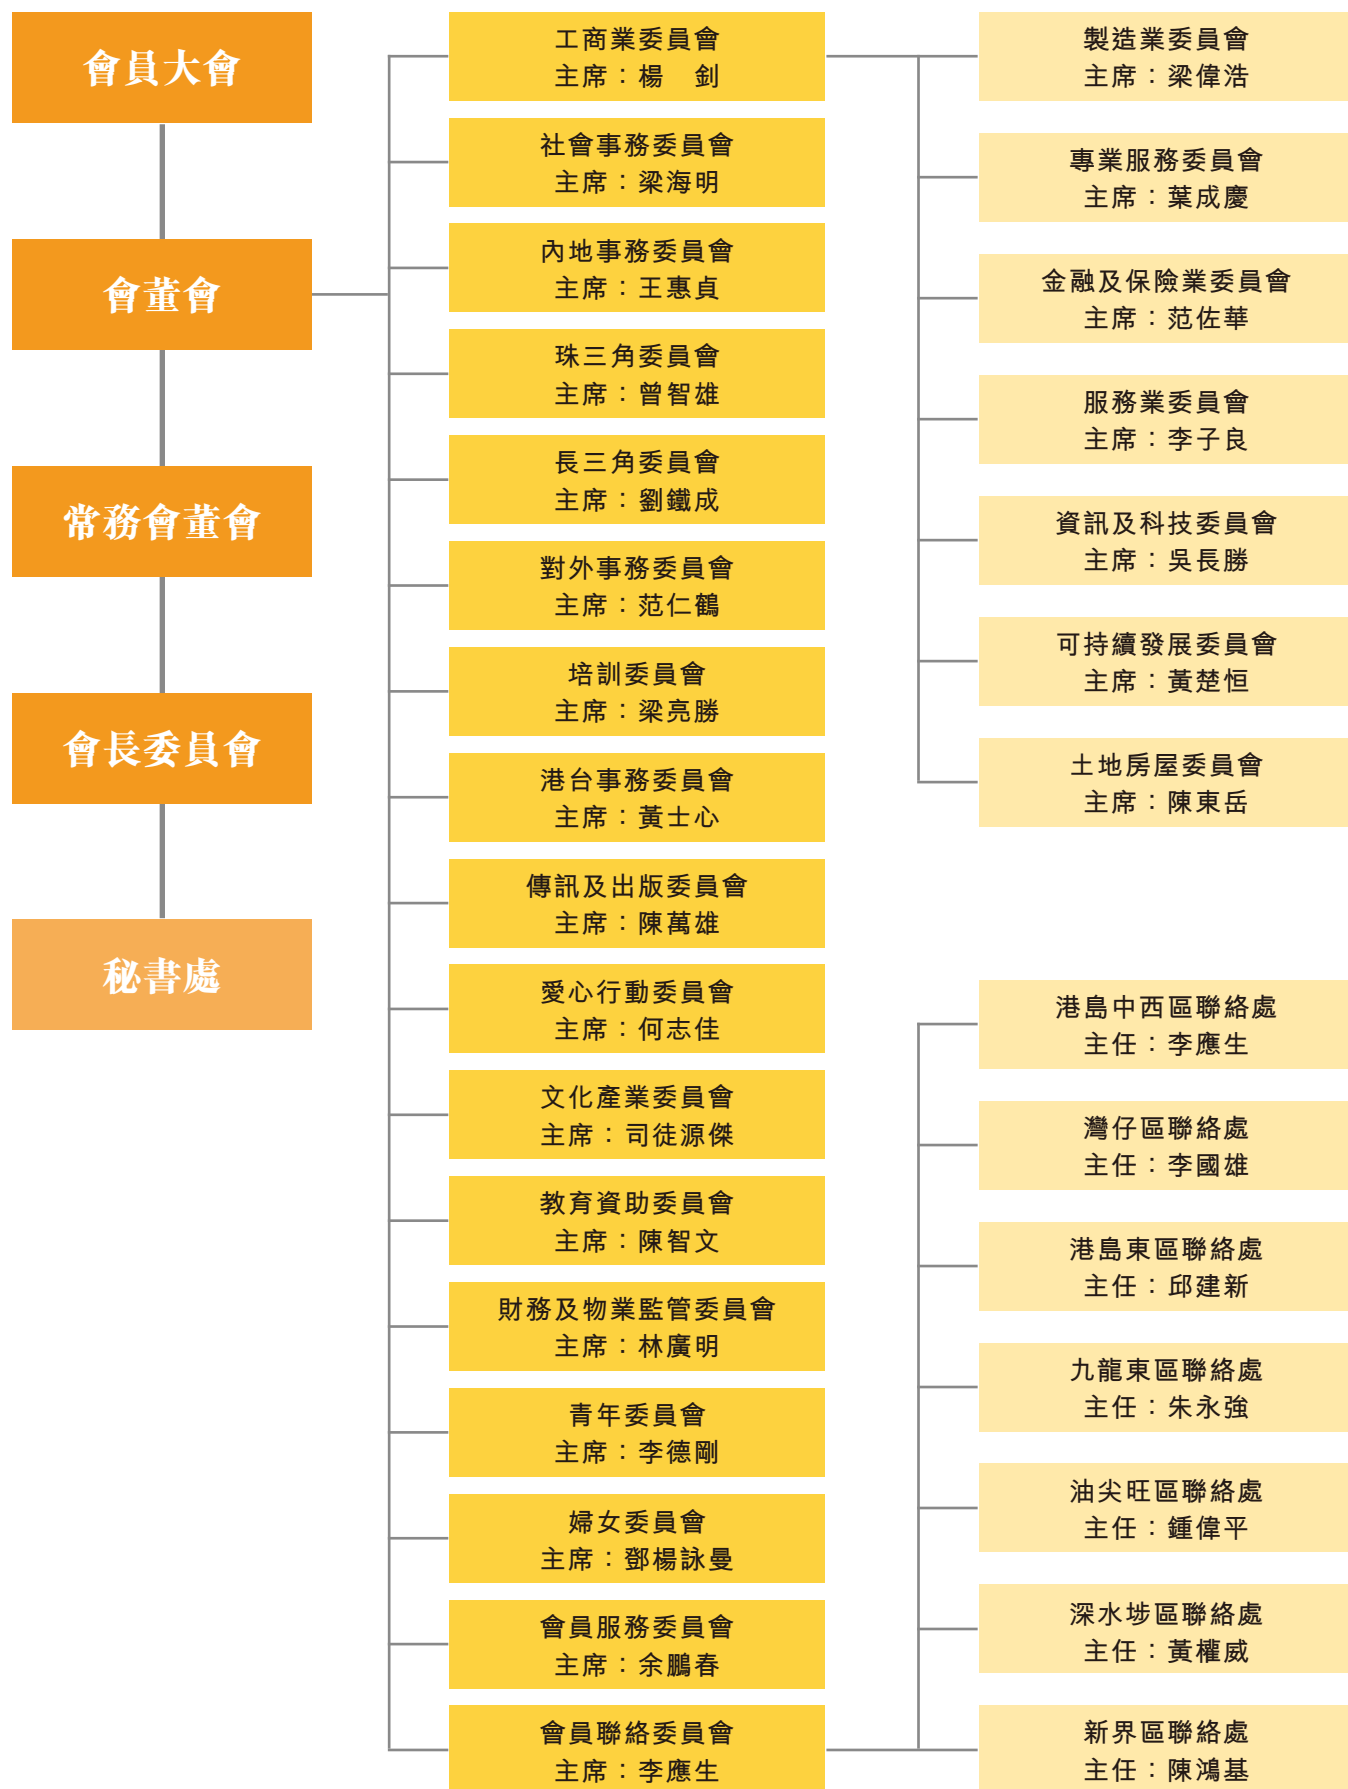 會員大會
會董會
常務會董會
會長委員會
秘書處
工商業委員會
主席：楊　釗
社會事務委員會
主席：梁海明
內地事務委員會
主席：王惠貞
珠三角委員會
主席：曾智雄
長三角委員會
主席：劉鐵成
對外事務委員會
主席：范仁鶴
培訓委員會
主席：梁亮勝
港台事務委員會
主席：黃士心
傳訊及出版委員會
主席：陳萬雄
愛心行動委員會
主席：何志佳
文化產業委員會
主席：司徒源傑
教育資助委員會
主席：陳智文
財務及物業監管委員會
主席：林廣明
青年委員會
主席：李德剛
婦女委員會
主席：鄧楊詠曼
會員服務委員會
主席：余鵬春
會員聯絡委員會
主席：李應生
製造業委員會
主席：梁偉浩
專業服務委員會
主席：葉成慶
金融及保險業委員會
主席：范佐華
服務業委員會
主席：李子良
資訊及科技委員會
主席：吳長勝
可持續發展委員會
主席：黃楚恒
土地房屋委員會
主席：陳東岳
港島中西區聯絡處
主任：李應生
灣仔區聯絡處
主任：李國雄
港島東區聯絡處
主任：邱建新
九龍東區聯絡處
主任：朱永強
油尖旺區聯絡處
主任：鍾偉平
深水埗區聯絡處
主任：黃權威
新界區聯絡處
主任：陳鴻基